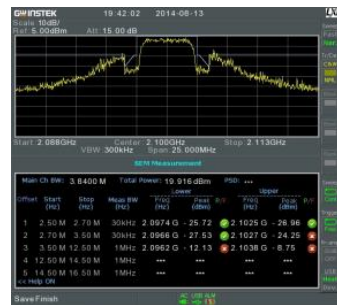 GWINSTEK 19:42:02 2014-08-13
Scale 10dB/
Ref 5.00dBm Att 15.00 dB
Start 2.088GHz Center 2.100GHz Stop 2.113GHz
VBW 300kHz Span 25.000MHz
SEM Measurement
Main Ch BW: 3.8400 M Total Power: 19.916 dBm PSD: ---
Lower Upper
Offset Start (Hz) Stop (Hz) Meas BW (Hz) Freq (Hz) Peak (dBm) P/F Freq (Hz) Peak (dBm) P/F
1 2.50 M 2.70 M 30kHz 2.0974 G -25.72 2.1025 G -26.96
2 2.70 M 3.50 M 30kHz 2.0966 G -27.53 2.1027 G -24.25
3 3.50 M 12.50 M 1MHz 2.0962 G -12.13 2.1038 G -8.75
4 12.50 M 14.50 M 1MHz --- --- --- ---
5 14.50 M 16.50 M 1MHz --- --- --- ---
<< Help ON
Save Finish AC USB ALM